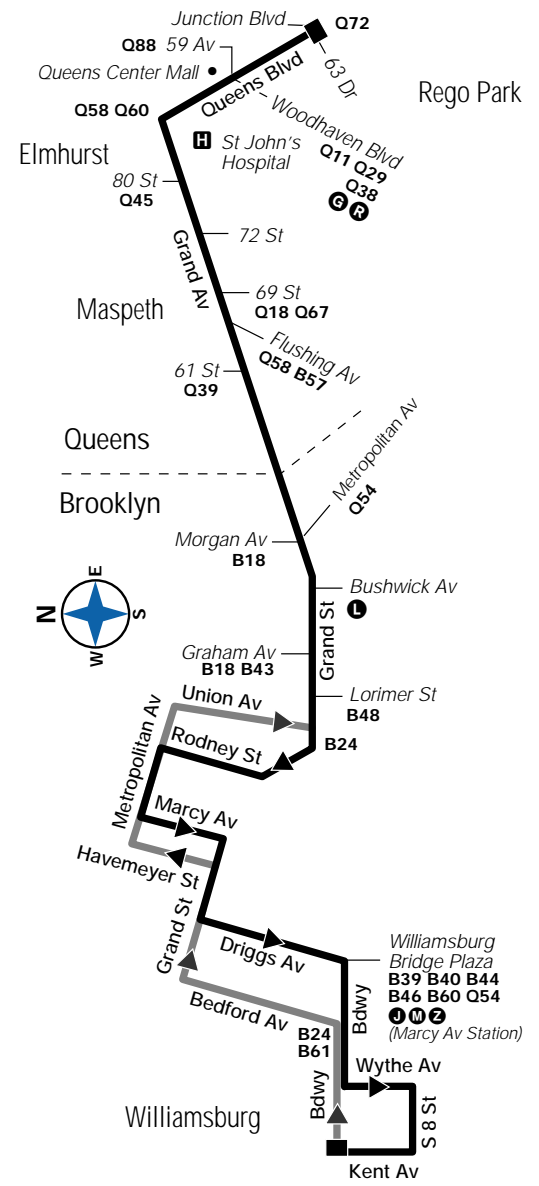 Junction Blvd
Q72
Q88 59 Av
Queens Center Mall
Queens Blvd
63 Dr
Rego Park
Q58 Q60
H St John's
Hospital
Woodhaven Blvd
Q11 Q29
Q38
G R
Elmhurst
80 St
Q45
72 St
Grand Av
69 St
Q18 Q67
Maspeth
Flushing Av
Q58 B57
61 St
Q39
Queens
Brooklyn
Metropolitan Av
Q54
Morgan Av
B18
Bushwick Av
L
N
E
S
W
Grand St
Graham Av
B18 B43
Lorimer St
B48
Union Av
B24
Rodney St
Metropolitan Av
Marcy Av
Havemeyer St
Grand St
Driggs Av
Williamsburg
Bridge Plaza
B39 B40 B44
B46 B60 Q54
J M Z
(Marcy Av Station)
Bedford Av
Bdwy
B24
B61
Wythe Av
Bdwy
S 8 St
Williamsburg
Kent Av